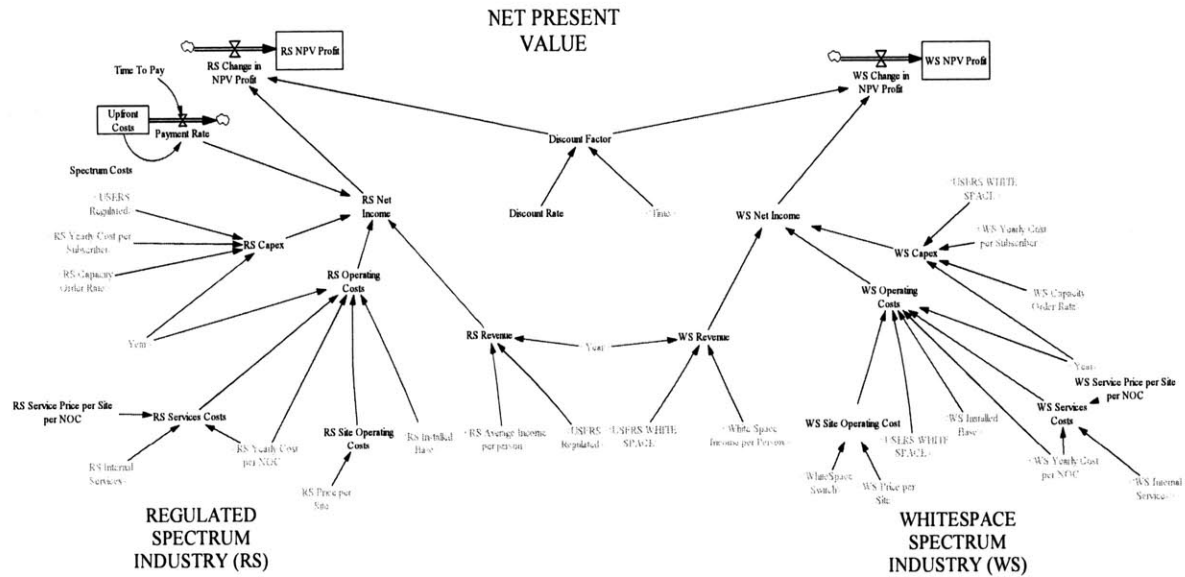 NET PRESENT
VALUE
RS NPV Profit
RS Change in
NPV Profit
WS NPV Profit
WS Change in
NPV Profit
Time To Pay
Upfront
Costs
Payment Rate
Spectrum Costs
Discount Factor
Discount Rate
<Time>
<USERS
Regulated>
RS Net
Income
<RS Yearly Cost per
Subscriber>
RS Capex
<RS Capacity
Order Rate>
RS Operating
Costs
Year>
WS Net Income
<USERS WHITE
SPACE>
<WS Yearly Cost
per Subscriber>
WS Capex
WS Capacity
Order Rate>
WS Operating
Costs
RS Revenue
Year>
WS Revenue
Year>
RS Service Price per Site
per NOC
RS Services Costs
RS Internal
Services>
RS Yearly Cost
per NOC
RS Site Operating
Costs
RS Price per
Site
RS Installed
Base
<RS Average Income
per person
<USERS
Regulated>
<USERS WHITE
SPACE>
<White Space
Income per Person>
WS Site Operating Cost
WhiteSpace
Switch
WS Price per
Site
<USERS WHITE
SPACE>
WS Installed
Base>
WS Service Price per Site
per NOC
WS Services
Costs
<WS Yearly Cost
per NOC
<WS Internal
Services>
REGULATED
SPECTRUM
INDUSTRY (RS)
WHITESPACE
SPECTRUM
INDUSTRY (WS)